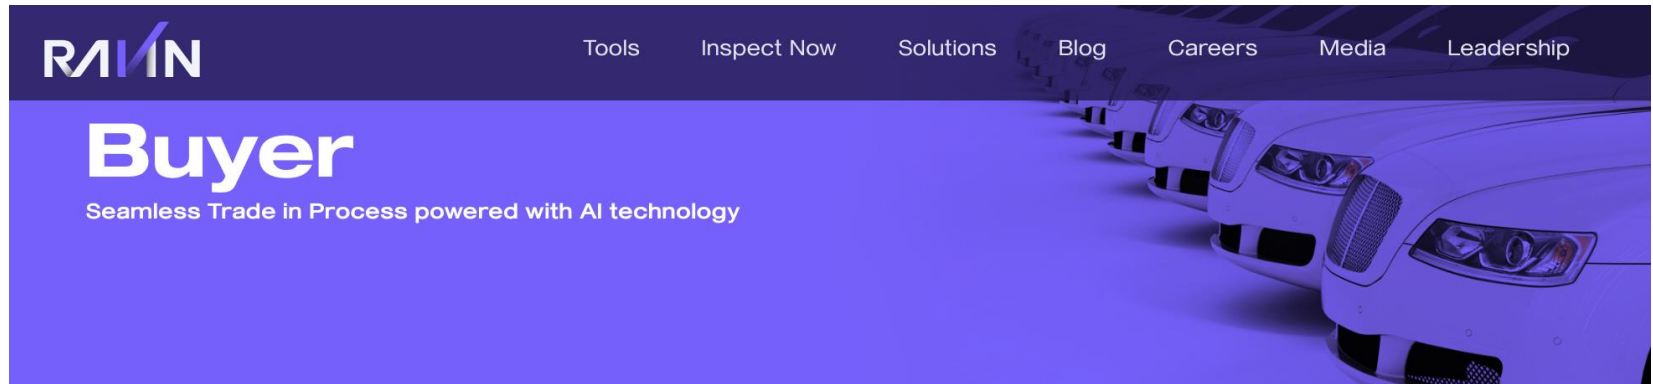 RAVIN
Tools Inspect Now Solutions Blog Careers Media Leadership
Buyer
Seamless Trade in Process powered with AI technology